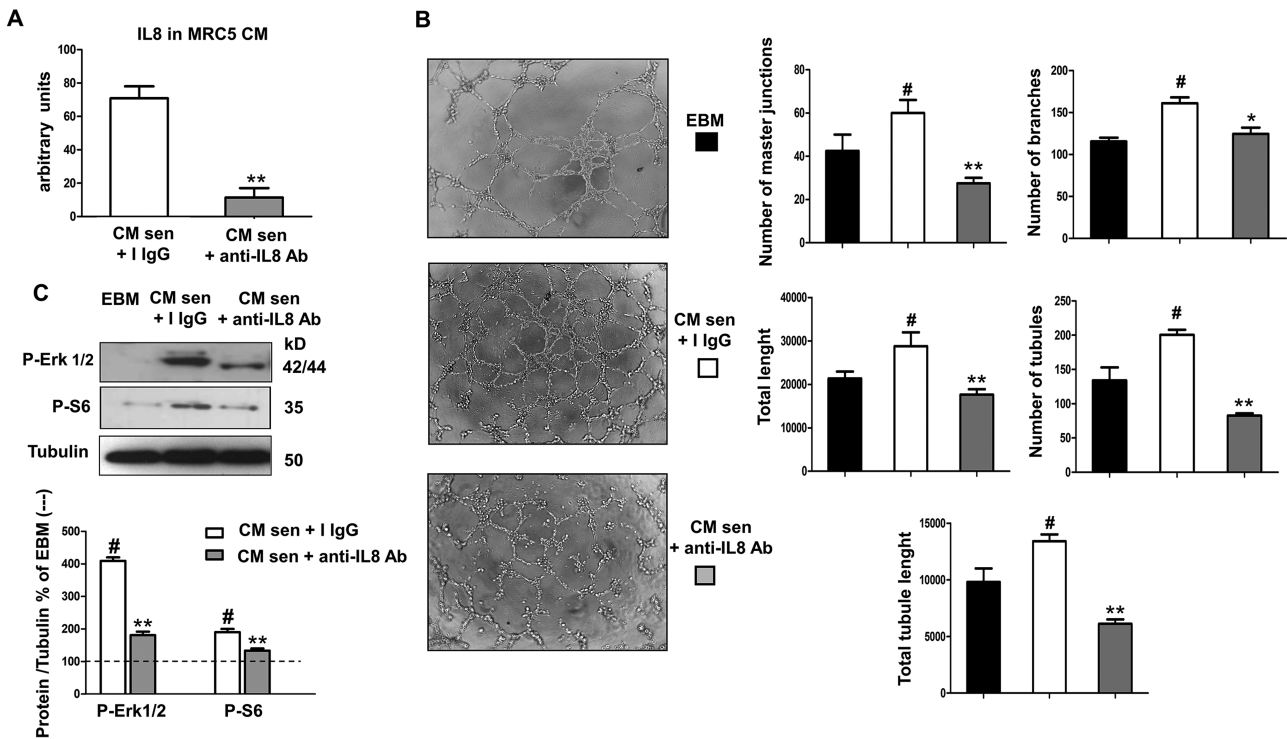 A
IL8 in MRC5 CM
arbitrary units
100
80
60
40
20
0
**
CM sen
+ I IgG
CM sen
+ anti-IL8 Ab
B
EBM
CM sen
+ I IgG
CM sen
+ anti-IL8 Ab
Number of master junctions
80
60
40
20
0
#
**
Number of branches
200
150
100
50
0
#
*
Total lenght
40000
30000
20000
10000
0
#
**
Number of tubules
250
200
150
100
50
0
#
**
Total tubule lenght
15000
10000
5000
0
#
**
C
EBM
CM sen
+ I IgG
CM sen
+ anti-IL8 Ab
kD
P-Erk 1/2
42/44
P-S6
35
Tubulin
50
Protein /Tubulin % of EBM (---)
500
400
300
200
100
0
CM sen + I IgG
CM sen + anti-IL8 Ab
#
**
#
**
P-Erk1/2
P-S6